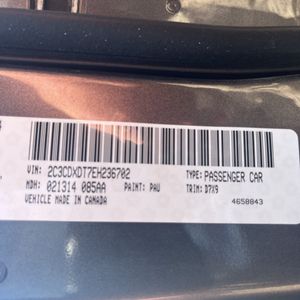 VIN: 2C3CDXDT7EH236702 TYPE: PASSENGER CAR
MDH: 021314 085AA PAINT: PAU TRIM: D7X9
VEHICLE MADE IN CANADA 4658843